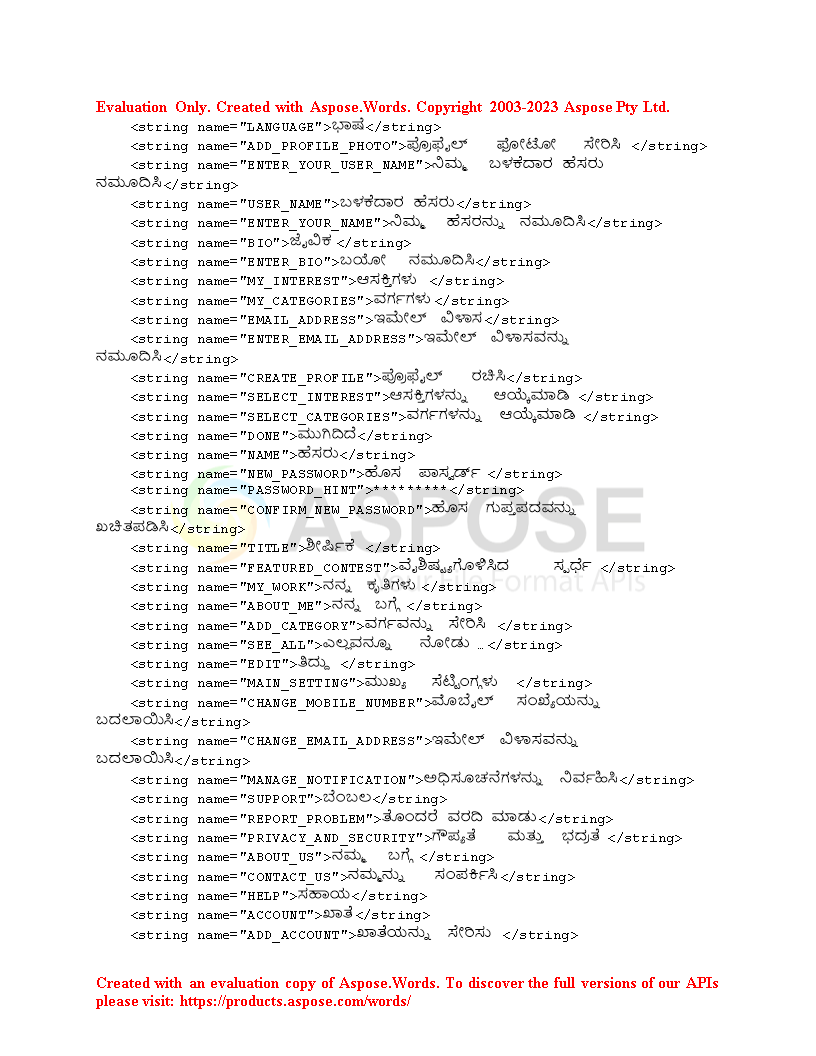 Evaluation Only. Created with Aspose.Words. Copyright 2003-2023 Aspose Pty Ltd.
<string name="LANGUAGE">ಭಾಷೆ</string>
<string name="ADD_PROFILE_PHOTO">ಪ್ರೊಫೈಲ್ ಫೋಟೋ ಸೇರಿಸಿ </string>
<string name="ENTER_YOUR_USER_NAME">ನಿಮ್ಮ ಬಳಕೆದಾರ ಹೆಸರು
ನಮೂದಿಸಿ</string>
<string name="USER_NAME">ಬಳಕೆದಾರ ಹೆಸರು</string>
<string name="ENTER_YOUR_NAME">ನಿಮ್ಮ ಹೆಸರನ್ನು ನಮೂದಿಸಿ</string>
<string name="BIO">ಜೈವಿಕ </string>
<string name="ENTER_BIO">ಬಯೋ ನಮೂದಿಸಿ</string>
<string name="MY_INTEREST">ಆಸಕ್ತಿಗಳು </string>
<string name="MY_CATEGORIES">ವರ್ಗಗಳು</string>
<string name="EMAIL_ADDRESS">ಇಮೇಲ್ ವಿಳಾಸ</string>
<string name="ENTER_EMAIL_ADDRESS">ಇಮೇಲ್ ವಿಳಾಸವನ್ನು
ನಮೂದಿಸಿ</string>
<string name="CREATE_PROFILE">ಪ್ರೊಫೈಲ್ ರಚಿಸಿ</string>
<string name="SELECT_INTEREST">ಆಸಕ್ತಿಗಳನ್ನು ಆಯ್ಕೆಮಾಡಿ </string>
<string name="SELECT_CATEGORIES">ವರ್ಗಗಳನ್ನು ಆಯ್ಕೆಮಾಡಿ </string>
<string name="DONE">ಮುಗಿದಿದೆ</string>
<string name="NAME">ಹೆಸರು</string>
<string name="NEW_PASSWORD">ಹೊಸ ಪಾಸ್ವರ್ಡ್ </string>
<string name="PASSWORD_HINT">*********</string>
<string name="CONFIRM_NEW_PASSWORD">ಹೊಸ ಗುಪ್ತಪದವನ್ನು
ಖಚಿತಪಡಿಸಿ</string>
<string name="TITLE">ಶೀರ್ಷಿಕೆ </string>
<string name="FEATURED_CONTEST">ವೈಶಿಷ್ಟ್ಯಗೊಳಿಸಿದ ಸ್ಪರ್ಧೆ </string>
<string name="MY_WORK">ನನ್ನ ಕೃತಿಗಳು</string>
<string name="ABOUT_ME">ನನ್ನ ಬಗ್ಗೆ </string>
<string name="ADD_CATEGORY">ವರ್ಗವನ್ನು ಸೇರಿಸಿ </string>
<string name="SEE_ALL">ಎಲ್ಲವನ್ನೂ ನೋಡು …</string>
<string name="EDIT">ತಿದ್ದು </string>
<string name="MAIN_SETTING">ಮುಖ್ಯ ಸೆಟ್ಟಿಂಗ್ಗಳು </string>
<string name="CHANGE_MOBILE_NUMBER">ಮೊಬೈಲ್ ಸಂಖ್ಯೆಯನ್ನು
ಬದಲಾಯಿಸಿ</string>
<string name="CHANGE_EMAIL_ADDRESS">ಇಮೇಲ್ ವಿಳಾಸವನ್ನು
ಬದಲಾಯಿಸಿ</string>
<string name="MANAGE_NOTIFICATION">ಅಧಿಸೂಚನೆಗಳನ್ನು ನಿರ್ವಹಿಸಿ</string>
<string name="SUPPORT">ಬೆಂಬಲ</string>
<string name="REPORT_PROBLEM">ತೊಂದರೆ ವರದಿ ಮಾಡು</string>
<string name="PRIVACY_AND_SECURITY">ಗೌಪ್ಯತೆ ಮತ್ತು ಭದ್ರತೆ </string>
<string name="ABOUT_US">ನಮ್ಮ ಬಗ್ಗೆ </string>
<string name="CONTACT_US">ನಮ್ಮನ್ನು ಸಂಪರ್ಕಿಸಿ</string>
<string name="HELP">ಸಹಾಯ</string>
<string name="ACCOUNT">ಖಾತೆ</string>
<string name="ADD_ACCOUNT">ಖಾತೆಯನ್ನು ಸೇರಿಸು </string>
ASPOSE
Your File Format APIs
Created with an evaluation copy of Aspose.Words. To discover the full versions of our APIs
please visit: https://products.aspose.com/words/